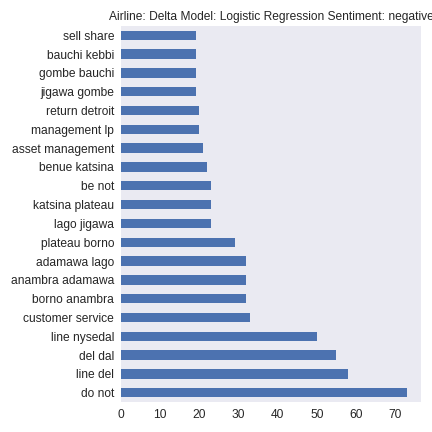 Airline: Delta Model: Logistic Regression Sentiment: negative
sell share
bauchi kebbi
gombe bauchi
jigawa gombe
return detroit
management lp
asset management
benue katsina
be not
katsina plateau
lago jigawa
plateau borno
adamawa lago
anambra adamawa
borno anambra
customer service
line nysedal
del dal
line del
do not
0 10 20 30 40 50 60 70